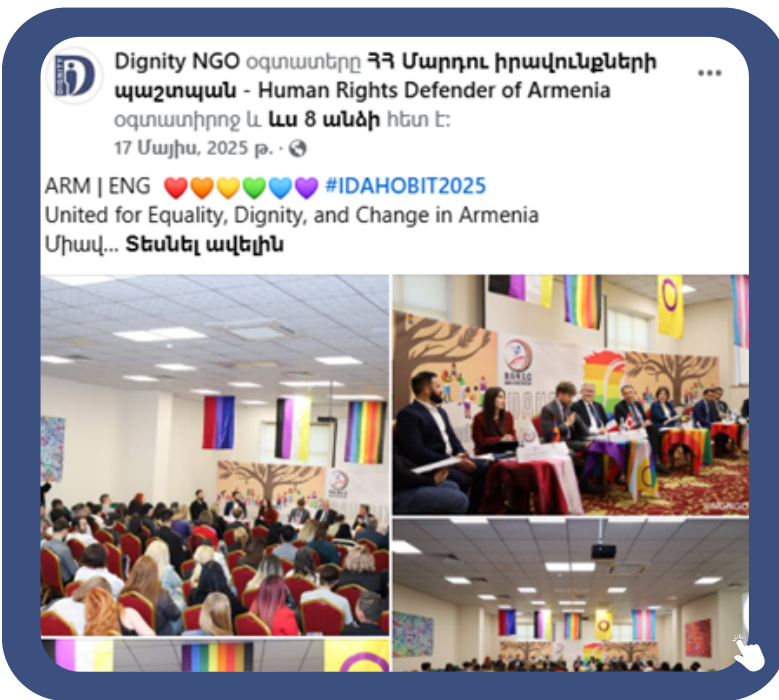 Dignity NGO օգտատերը ՀՀ Մարդու իրավունքների
պաշտպան - Human Rights Defender of Armenia
օգտատիրոջ և ևս 8 անձի հետ է:
17 Մայիս, 2025 թ. ·
ARM | ENG ❤️🧡💛💚💙💜 #IDAHOBIT2025
United for Equality, Dignity, and Change in Armenia
Միավ... Տեսնել ավելին
DIGNITY